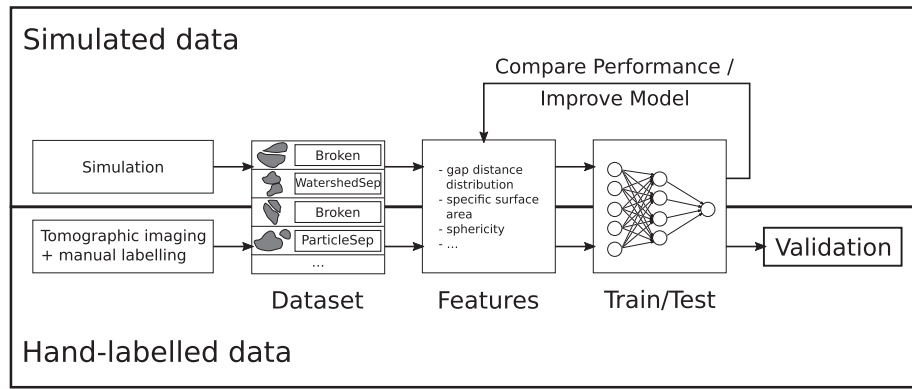 Simulated data
Compare Performance /
Improve Model
Simulation
Broken
WatershedSep
Broken
ParticleSep
...
- gap distance
distribution
- specific surface
area
- sphericity
- ...
Tomographic imaging
+ manual labelling
Validation
Dataset
Features
Train/Test
Hand-labelled data